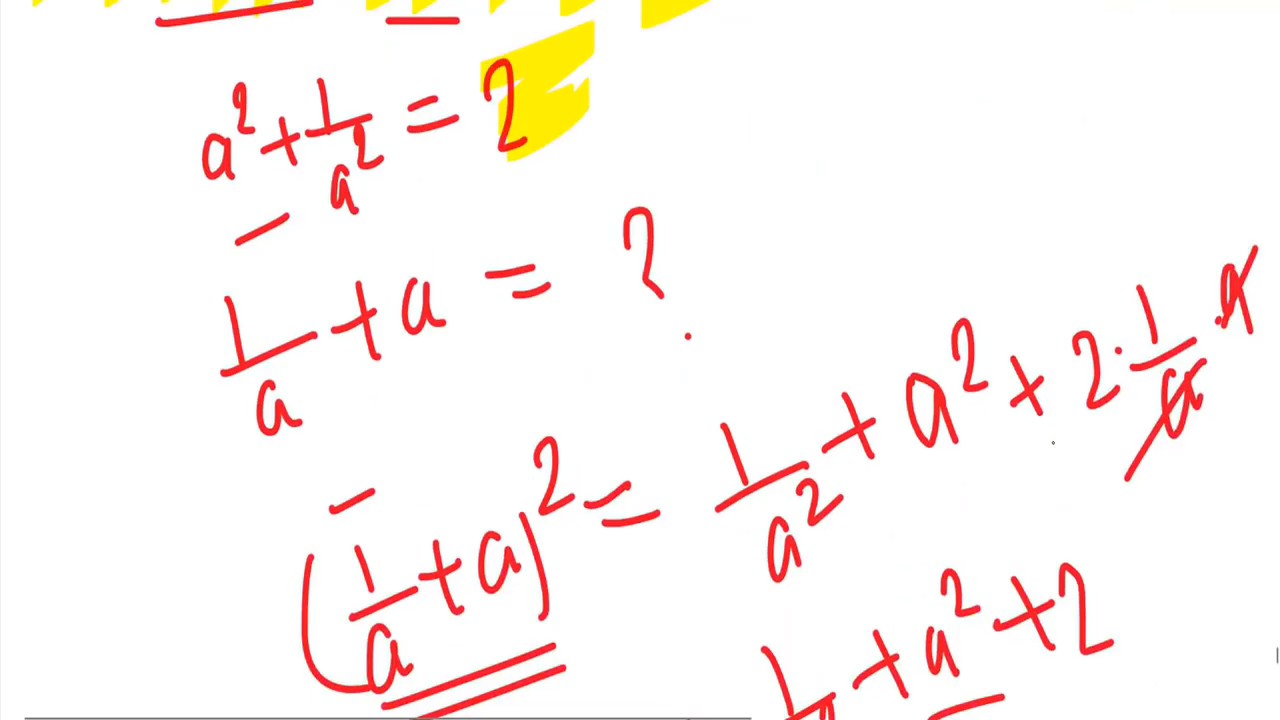 a² + 1/a² = 2
1/a + a = ?
(1/a + a)² = 1/a² + a² + 2 · 1/a · a
+ a² + 2